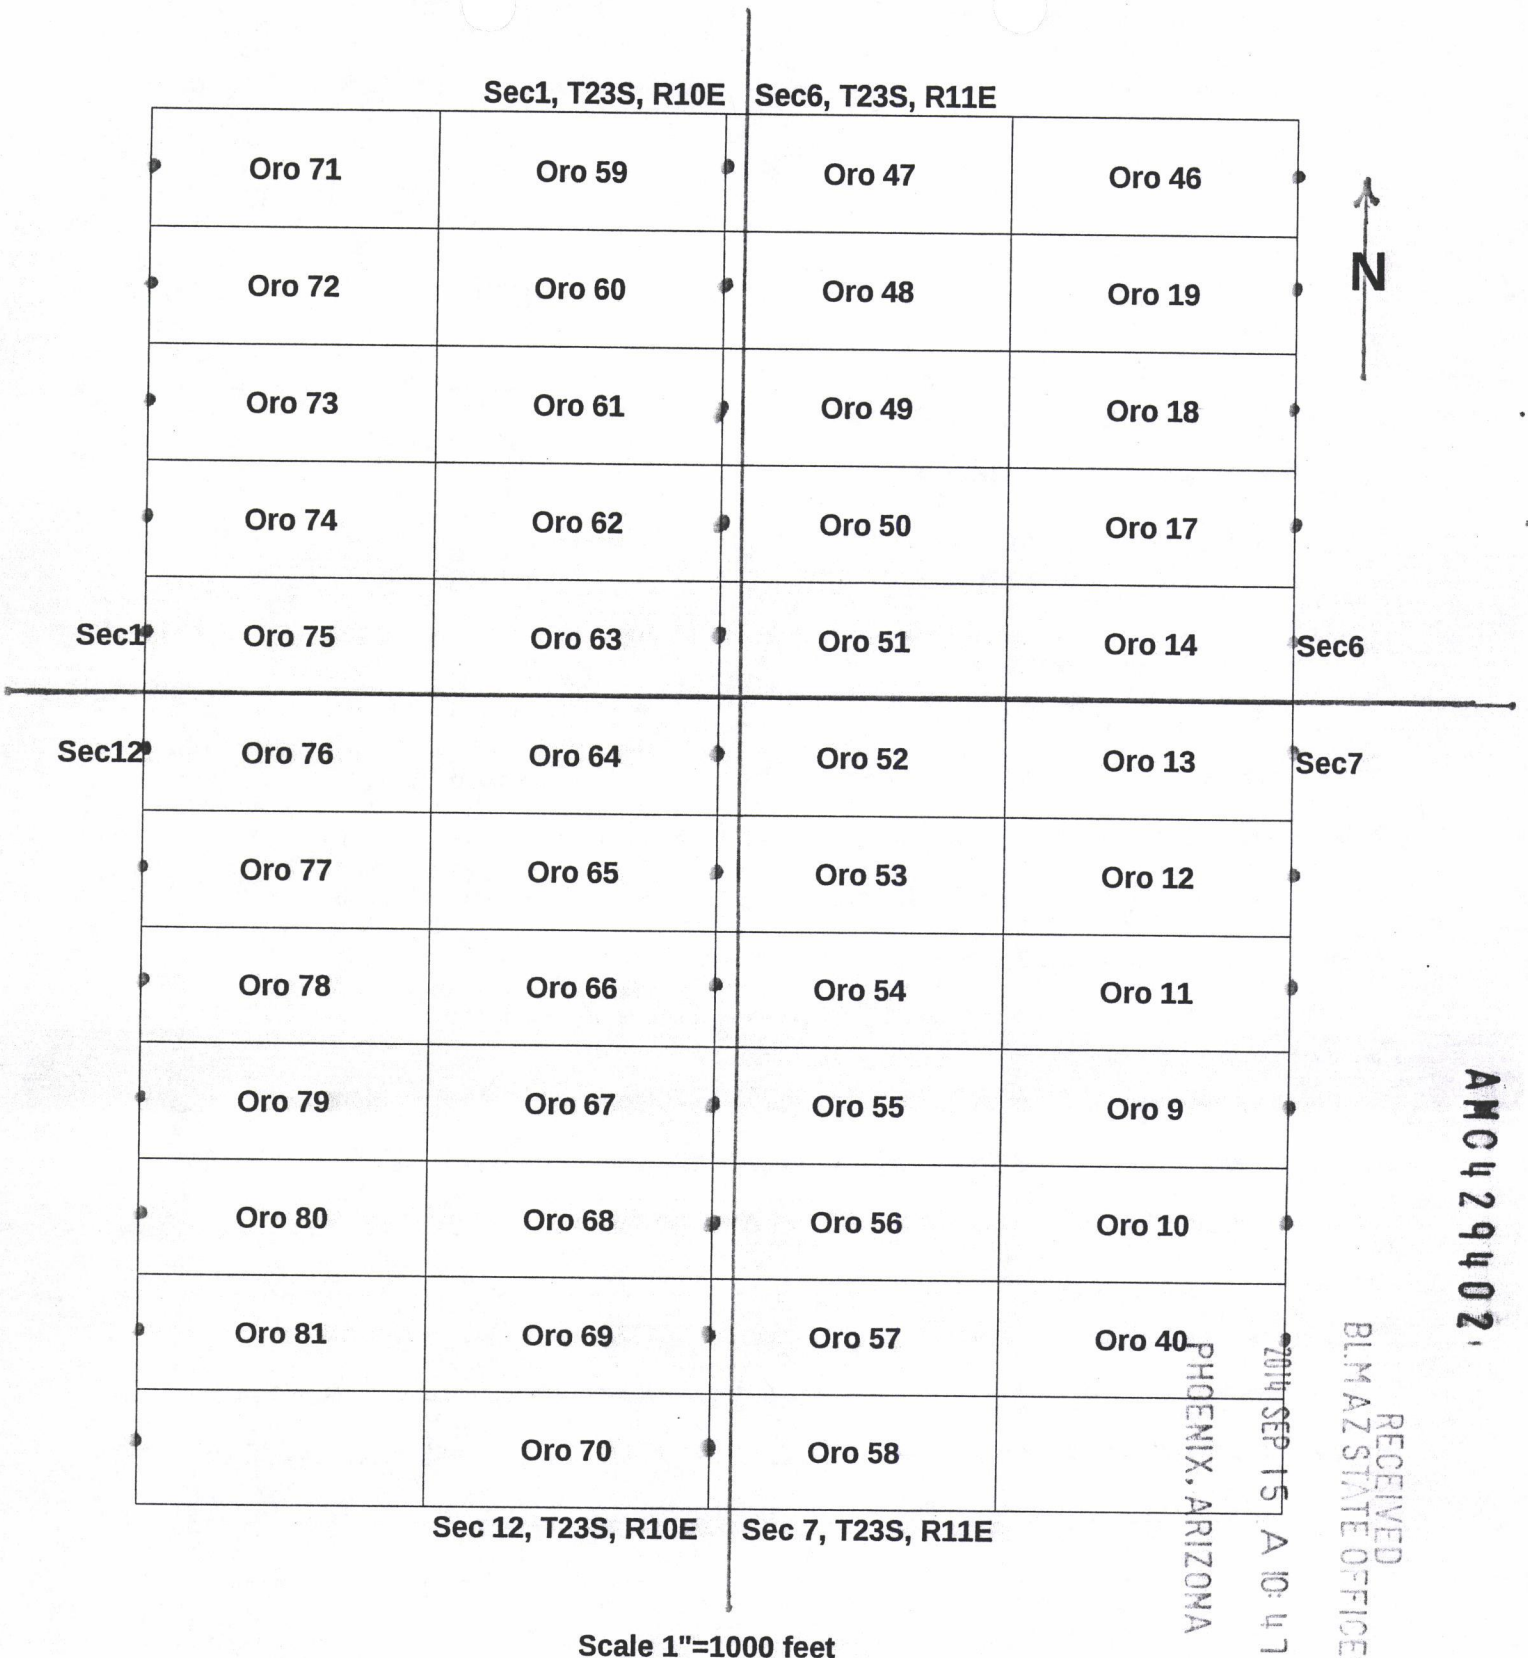 Sec1, T23S, R10E Sec6, T23S, R11E
Oro 71 Oro 59 Oro 47 Oro 46
Oro 72 Oro 60 Oro 48 Oro 19
N
Oro 73 Oro 61 Oro 49 Oro 18
Oro 74 Oro 62 Oro 50 Oro 17
Sec1 Oro 75 Oro 63 Oro 51 Oro 14 Sec6
Sec12 Oro 76 Oro 64 Oro 52 Oro 13 Sec7
Oro 77 Oro 65 Oro 53 Oro 12
Oro 78 Oro 66 Oro 54 Oro 11
Oro 79 Oro 67 Oro 55 Oro 9
Oro 80 Oro 68 Oro 56 Oro 10
Oro 81 Oro 69 Oro 57 Oro 40
Oro 70 Oro 58
Sec 12, T23S, R10E Sec 7, T23S, R11E
Scale 1"=1000 feet
AMC429402
RECEIVED
BLM AZ STATE OFFICE
2014 SEP 15 A 10:47
PHOENIX, ARIZONA